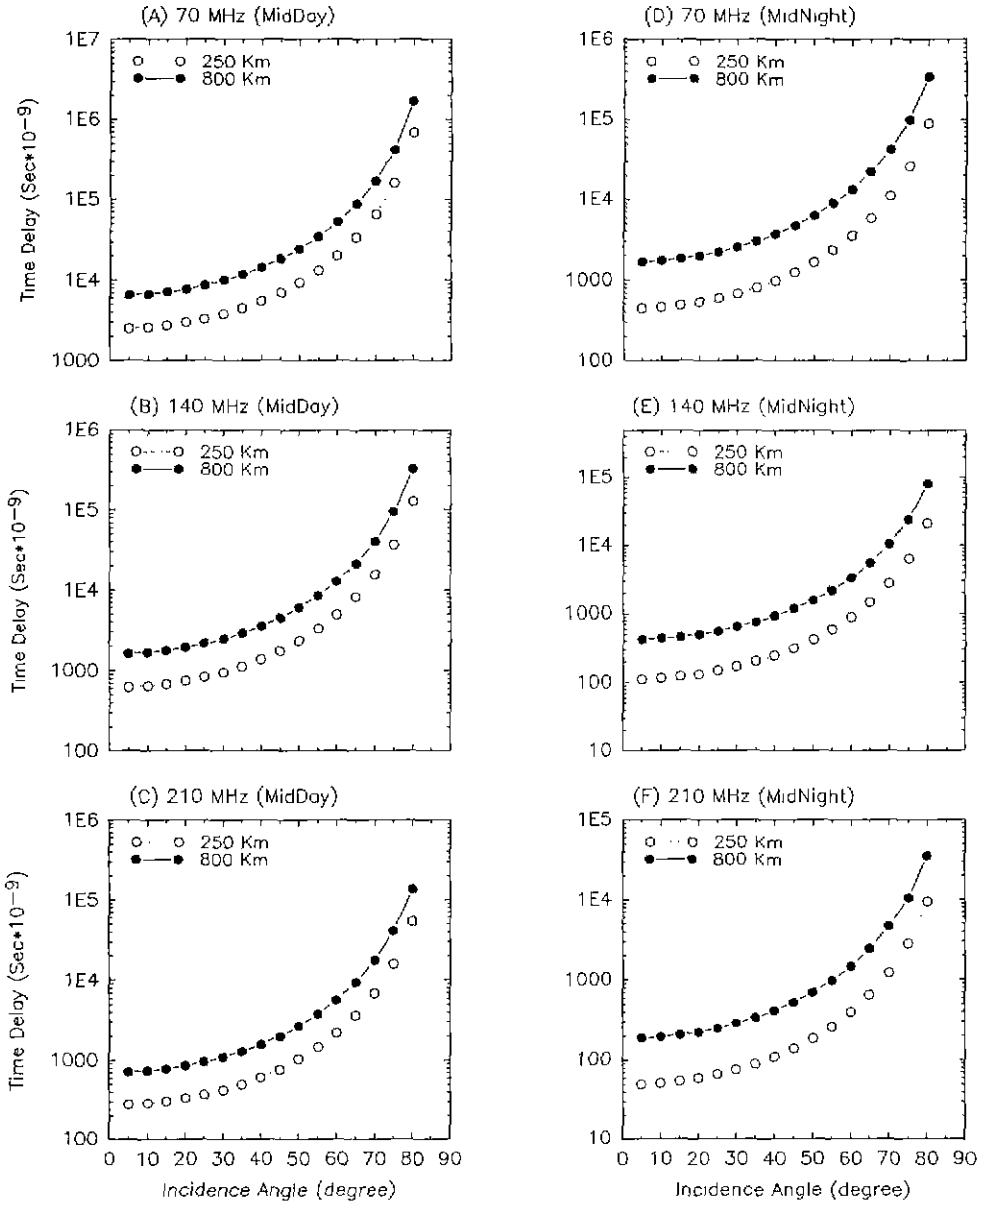 (A) 70 MHz (MidDay)
1E7
1E6
1E5
1E4
1000
250 Km
800 Km
Time Delay (Sec*10-9)
(D) 70 MHz (MidNight)
1E6
1E5
1E4
1000
100
250 Km
800 Km
(B) 140 MHz (MidDay)
1E6
1E5
1E4
1000
100
250 Km
800 Km
Time Delay (Sec*10-9)
(E) 140 MHz (MidNight)
1E5
1E4
1000
100
10
250 Km
800 Km
(C) 210 MHz (MidDay)
1E6
1E5
1E4
1000
100
250 Km
800 Km
Time Delay (Sec*10-9)
0 10 20 30 40 50 60 70 80 90
Incidence Angle (degree)
(F) 210 MHz (MidNight)
1E5
1E4
1000
100
10
250 Km
800 Km
0 10 20 30 40 50 60 70 80 90
Incidence Angle (degree)